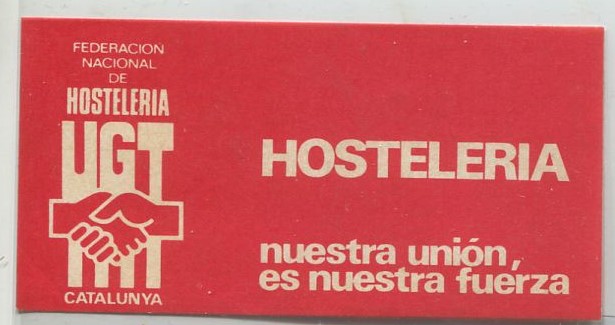 FEDERACION
NACIONAL
DE
HOSTELERIA
UGT
CATALUNYA
HOSTELERIA
nuestra unión,
es nuestra fuerza